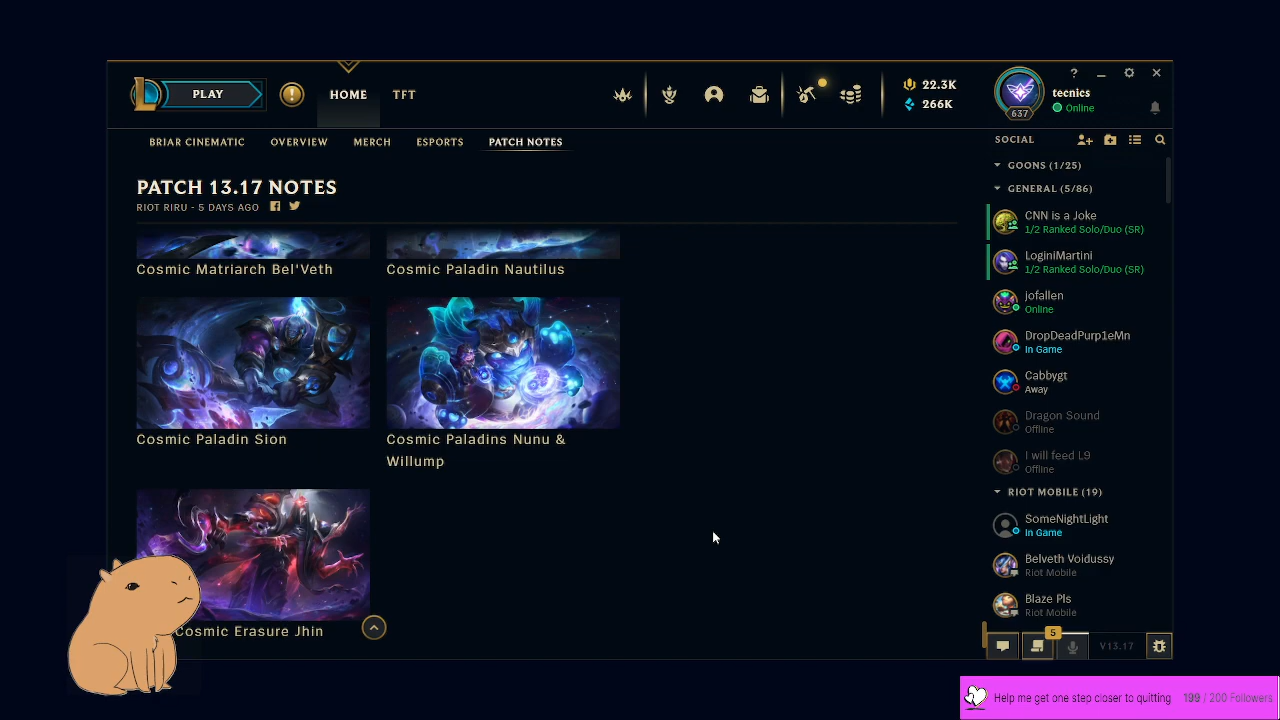 PLAY
HOME
TFT
22.3K
266K
637
tecnics
Online
BRIAR CINEMATIC
OVERVIEW
MERCH
ESPORTS
PATCH NOTES
SOCIAL
PATCH 13.17 NOTES
RIOT RIRU - 5 DAYS AGO
Cosmic Matriarch Bel'Veth
Cosmic Paladin Nautilus
Cosmic Paladin Sion
Cosmic Paladins Nunu &
Willump
Cosmic Erasure Jhin
GOONS (1/25)
GENERAL (5/86)
CNN is a Joke
1/2 Ranked Solo/Duo (SR)
LoginiMartini
1/2 Ranked Solo/Duo (SR)
jofallen
Online
DropDeadPurp1eMn
In Game
Cabbygt
Away
Dragon Sound
Offline
I will feed L9
Offline
RIOT MOBILE (19)
SomeNightLight
In Game
Belveth Voidussy
Riot Mobile
Blaze Pls
Riot Mobile
5
V13.17
Help me get one step closer to quitting
199 / 200 Followers